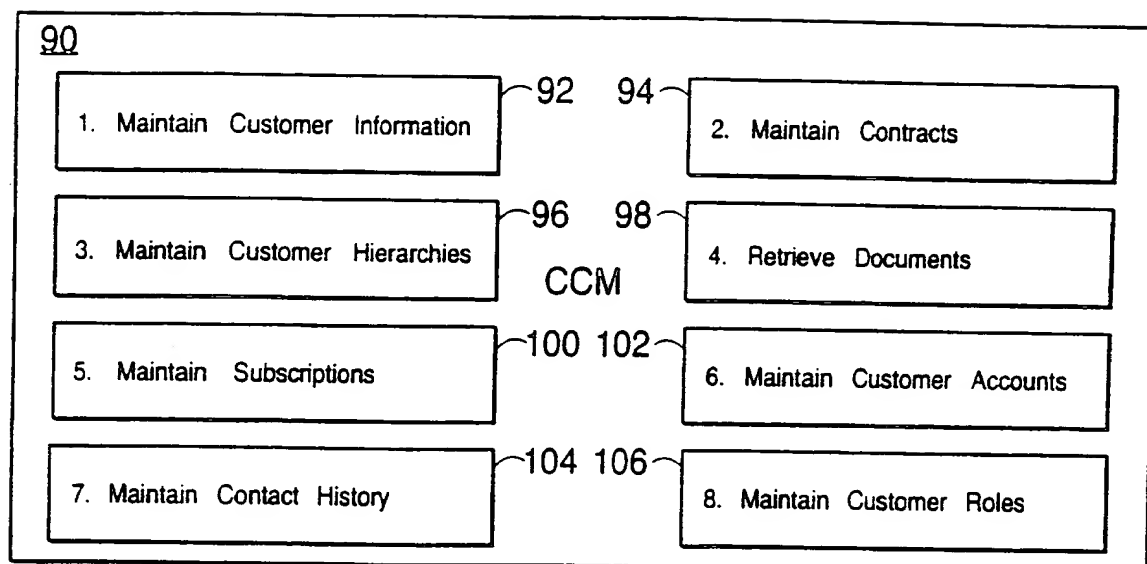 90
1. Maintain Customer Information
92
94
2. Maintain Contracts
3. Maintain Customer Hierarchies
96
98
4. Retrieve Documents
CCM
5. Maintain Subscriptions
100
102
6. Maintain Customer Accounts
7. Maintain Contact History
104
106
8. Maintain Customer Roles